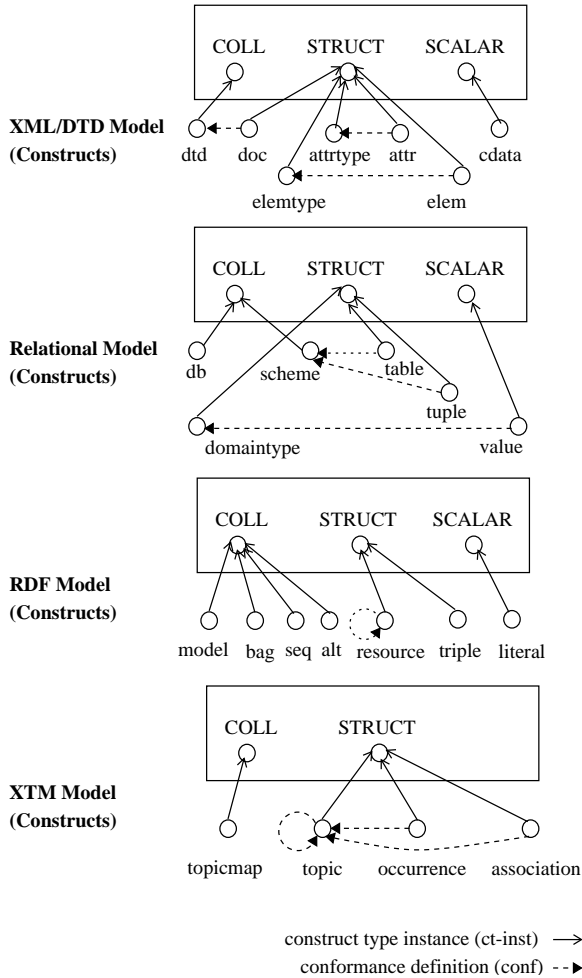 COLL STRUCT SCALAR
XML/DTD Model
(Constructs)
dtd doc attrtype attr cdata
elemtype elem
COLL STRUCT SCALAR
Relational Model
(Constructs)
db scheme table
tuple
domaintype value
COLL STRUCT SCALAR
RDF Model
(Constructs)
model bag seq alt resource triple literal
COLL STRUCT
XTM Model
(Constructs)
topicmap topic occurrence association
construct type instance (ct-inst)
conformance definition (conf)